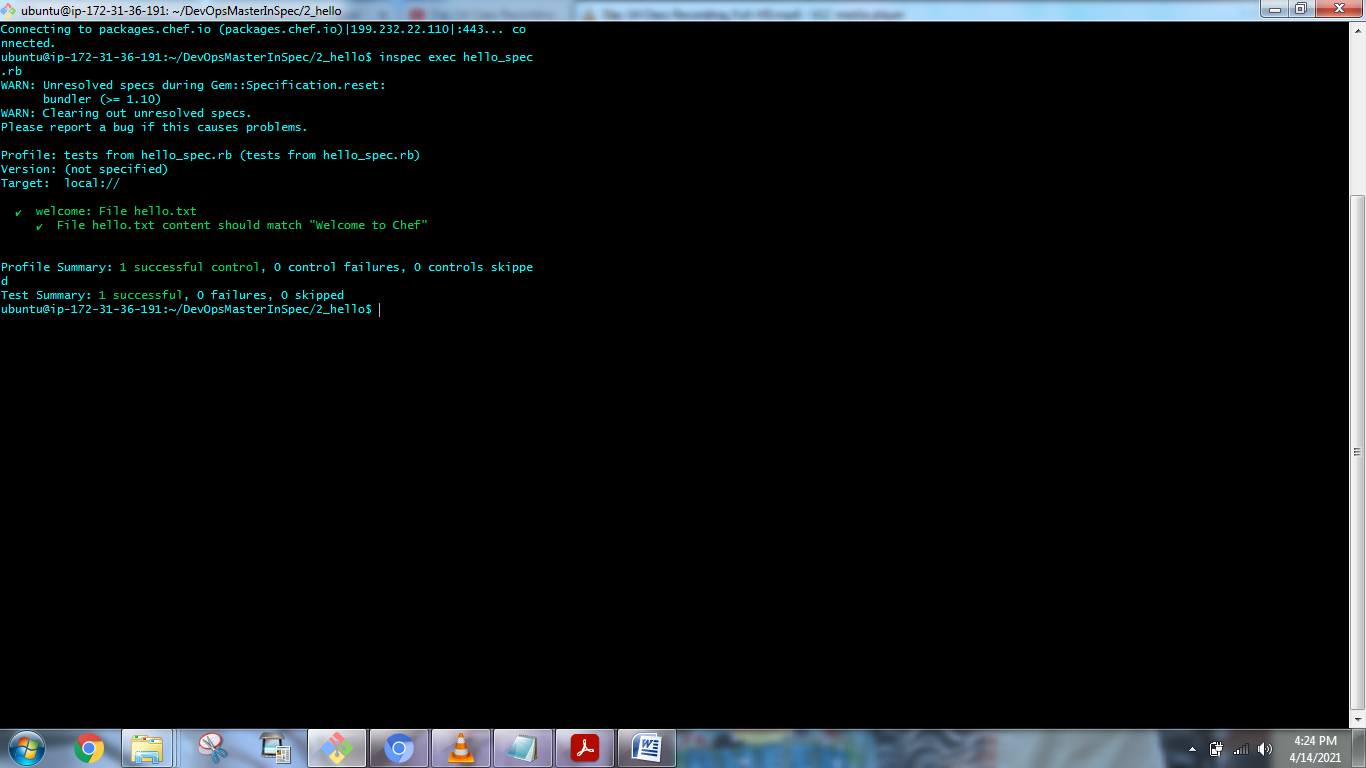 ubuntu@ip-172-31-36-191: ~/DevOpsMasterInSpec/2_hello
Connecting to packages.chef.io (packages.chef.io)|199.232.22.110|:443... co
nnected.
ubuntu@ip-172-31-36-191:~/DevOpsMasterInSpec/2_hello$ inspec exec hello_spec
.rb
WARN: Unresolved specs during Gem::Specification.reset:
      bundler (>= 1.10)
WARN: Clearing out unresolved specs.
Please report a bug if this causes problems.
Profile: tests from hello_spec.rb (tests from hello_spec.rb)
Version: (not specified)
Target:  local://
  ✔  welcome: File hello.txt
     ✔  File hello.txt content should match "Welcome to Chef"
Profile Summary: 1 successful control, 0 control failures, 0 controls skippe
d
Test Summary: 1 successful, 0 failures, 0 skipped
ubuntu@ip-172-31-36-191:~/DevOpsMasterInSpec/2_hello$
4:24 PM
4/14/2021